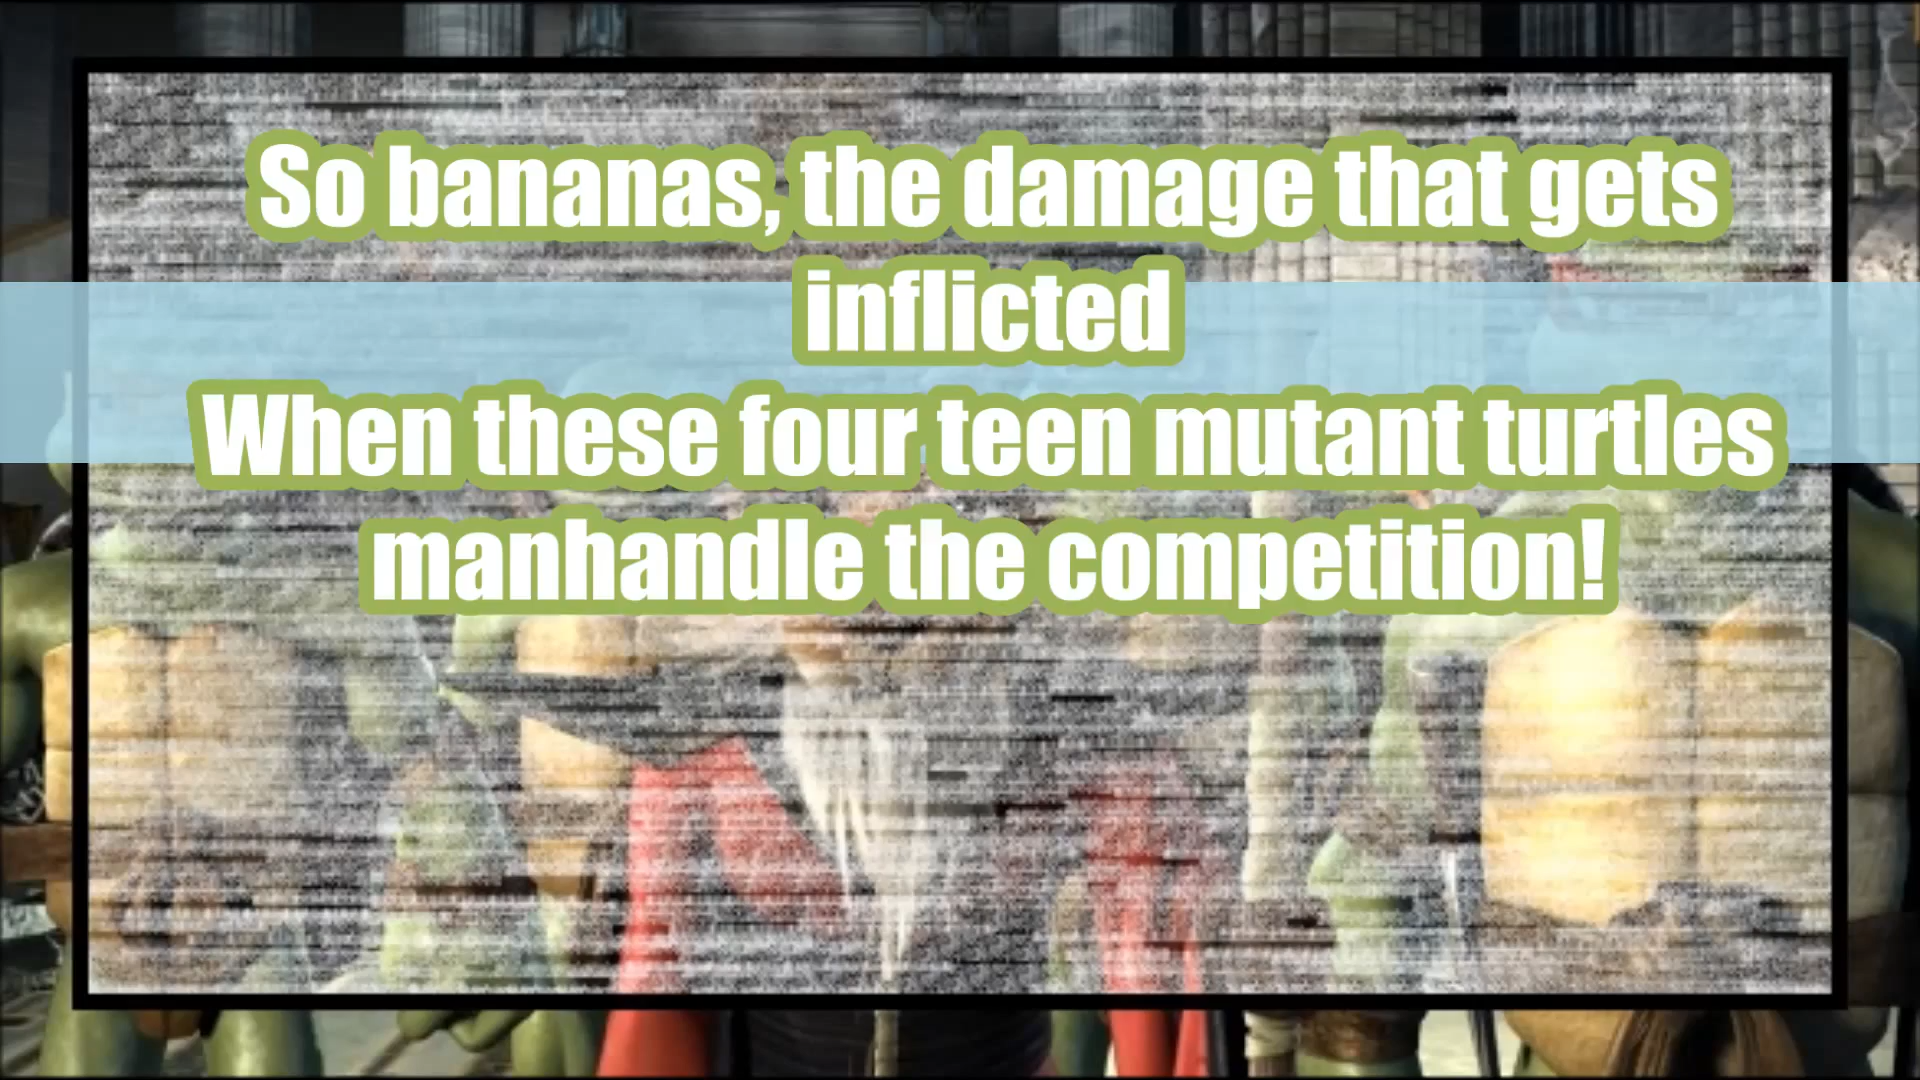 So bananas, the damage that gets
inflicted
When these four teen mutant turtles
manhandle the competition!